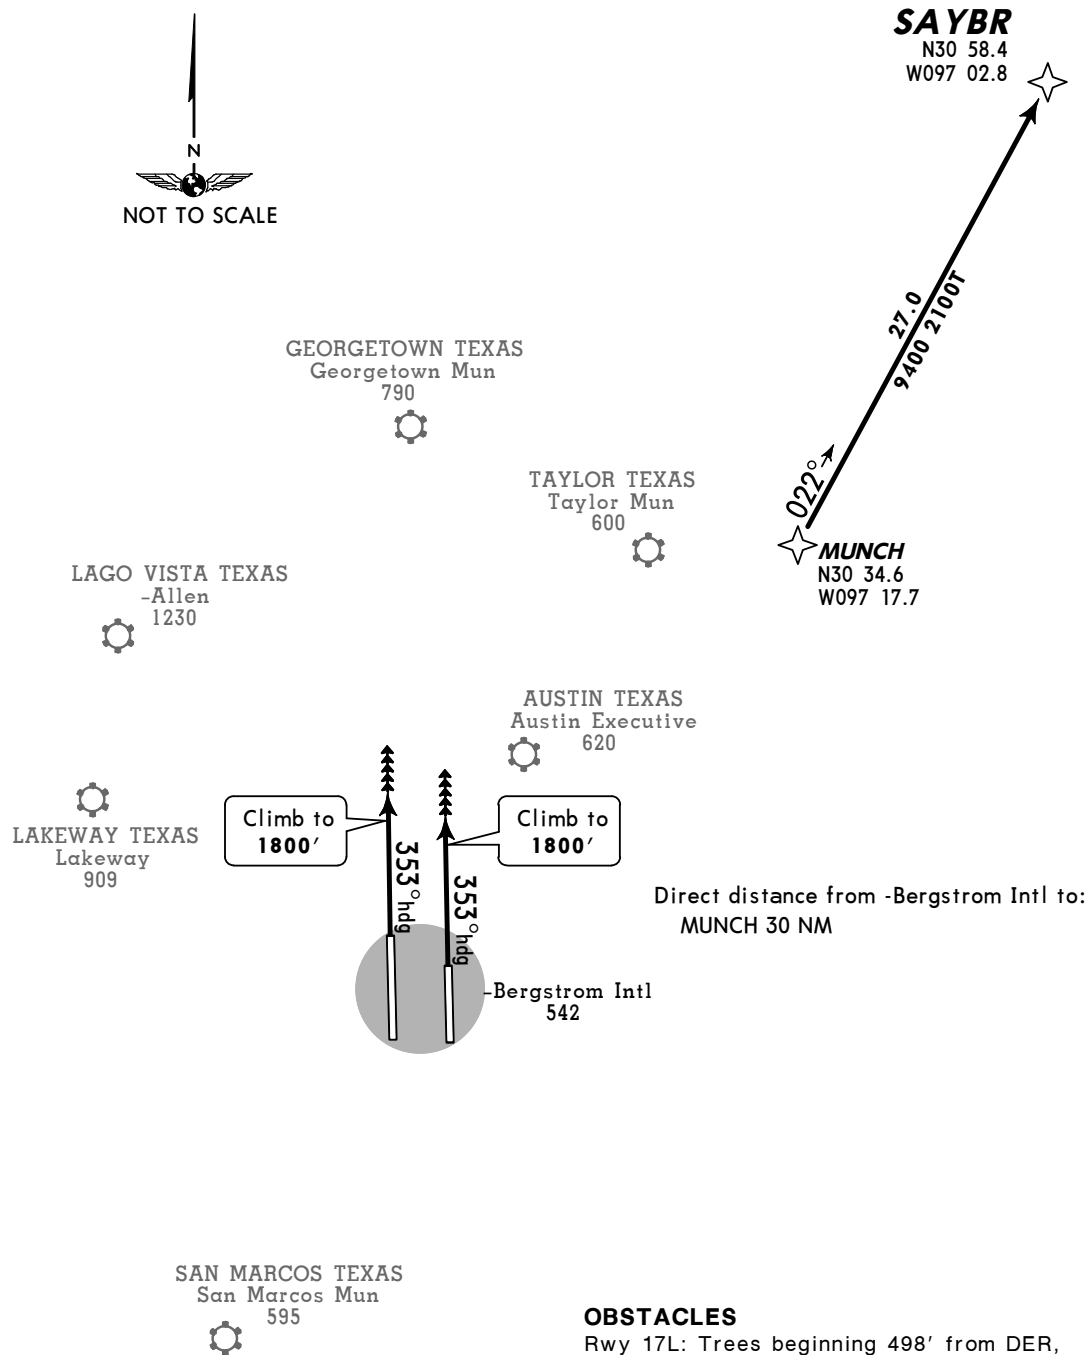 SAYBR
N30 58.4
W097 02.8
N
NOT TO SCALE
27.0
9400 2100T
GEORGETOWN TEXAS
Georgetown Mun
790
022°
TAYLOR TEXAS
Taylor Mun
600
MUNCH
N30 34.6
W097 17.7
LAGO VISTA TEXAS
-Allen
1230
AUSTIN TEXAS
Austin Executive
620
Climb to
1800'
Climb to
1800'
LAKEWAY TEXAS
Lakeway
909
353° hdg
353° hdg
Direct distance from -Bergstrom Intl to:
MUNCH 30 NM
-Bergstrom Intl
542
SAN MARCOS TEXAS
San Marcos Mun
595
OBSTACLES
Rwy 17L: Trees beginning 498' from DER,